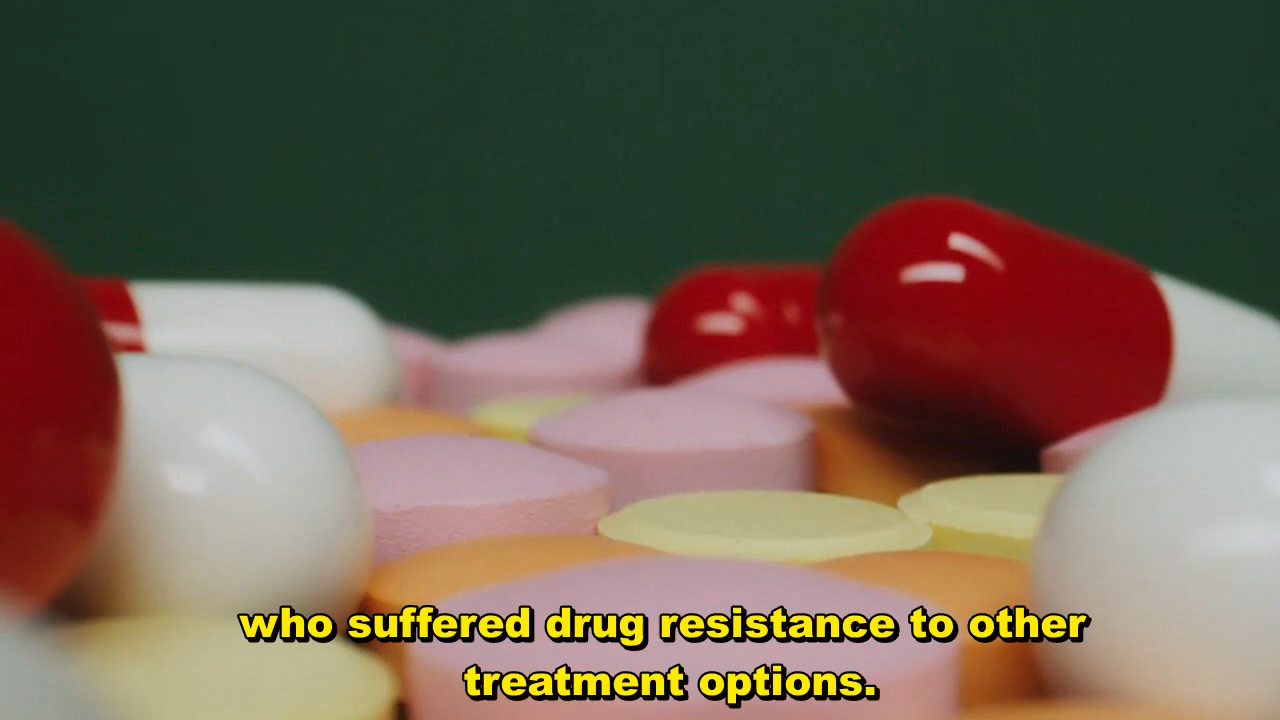 who suffered drug resistance to other
treatment options.